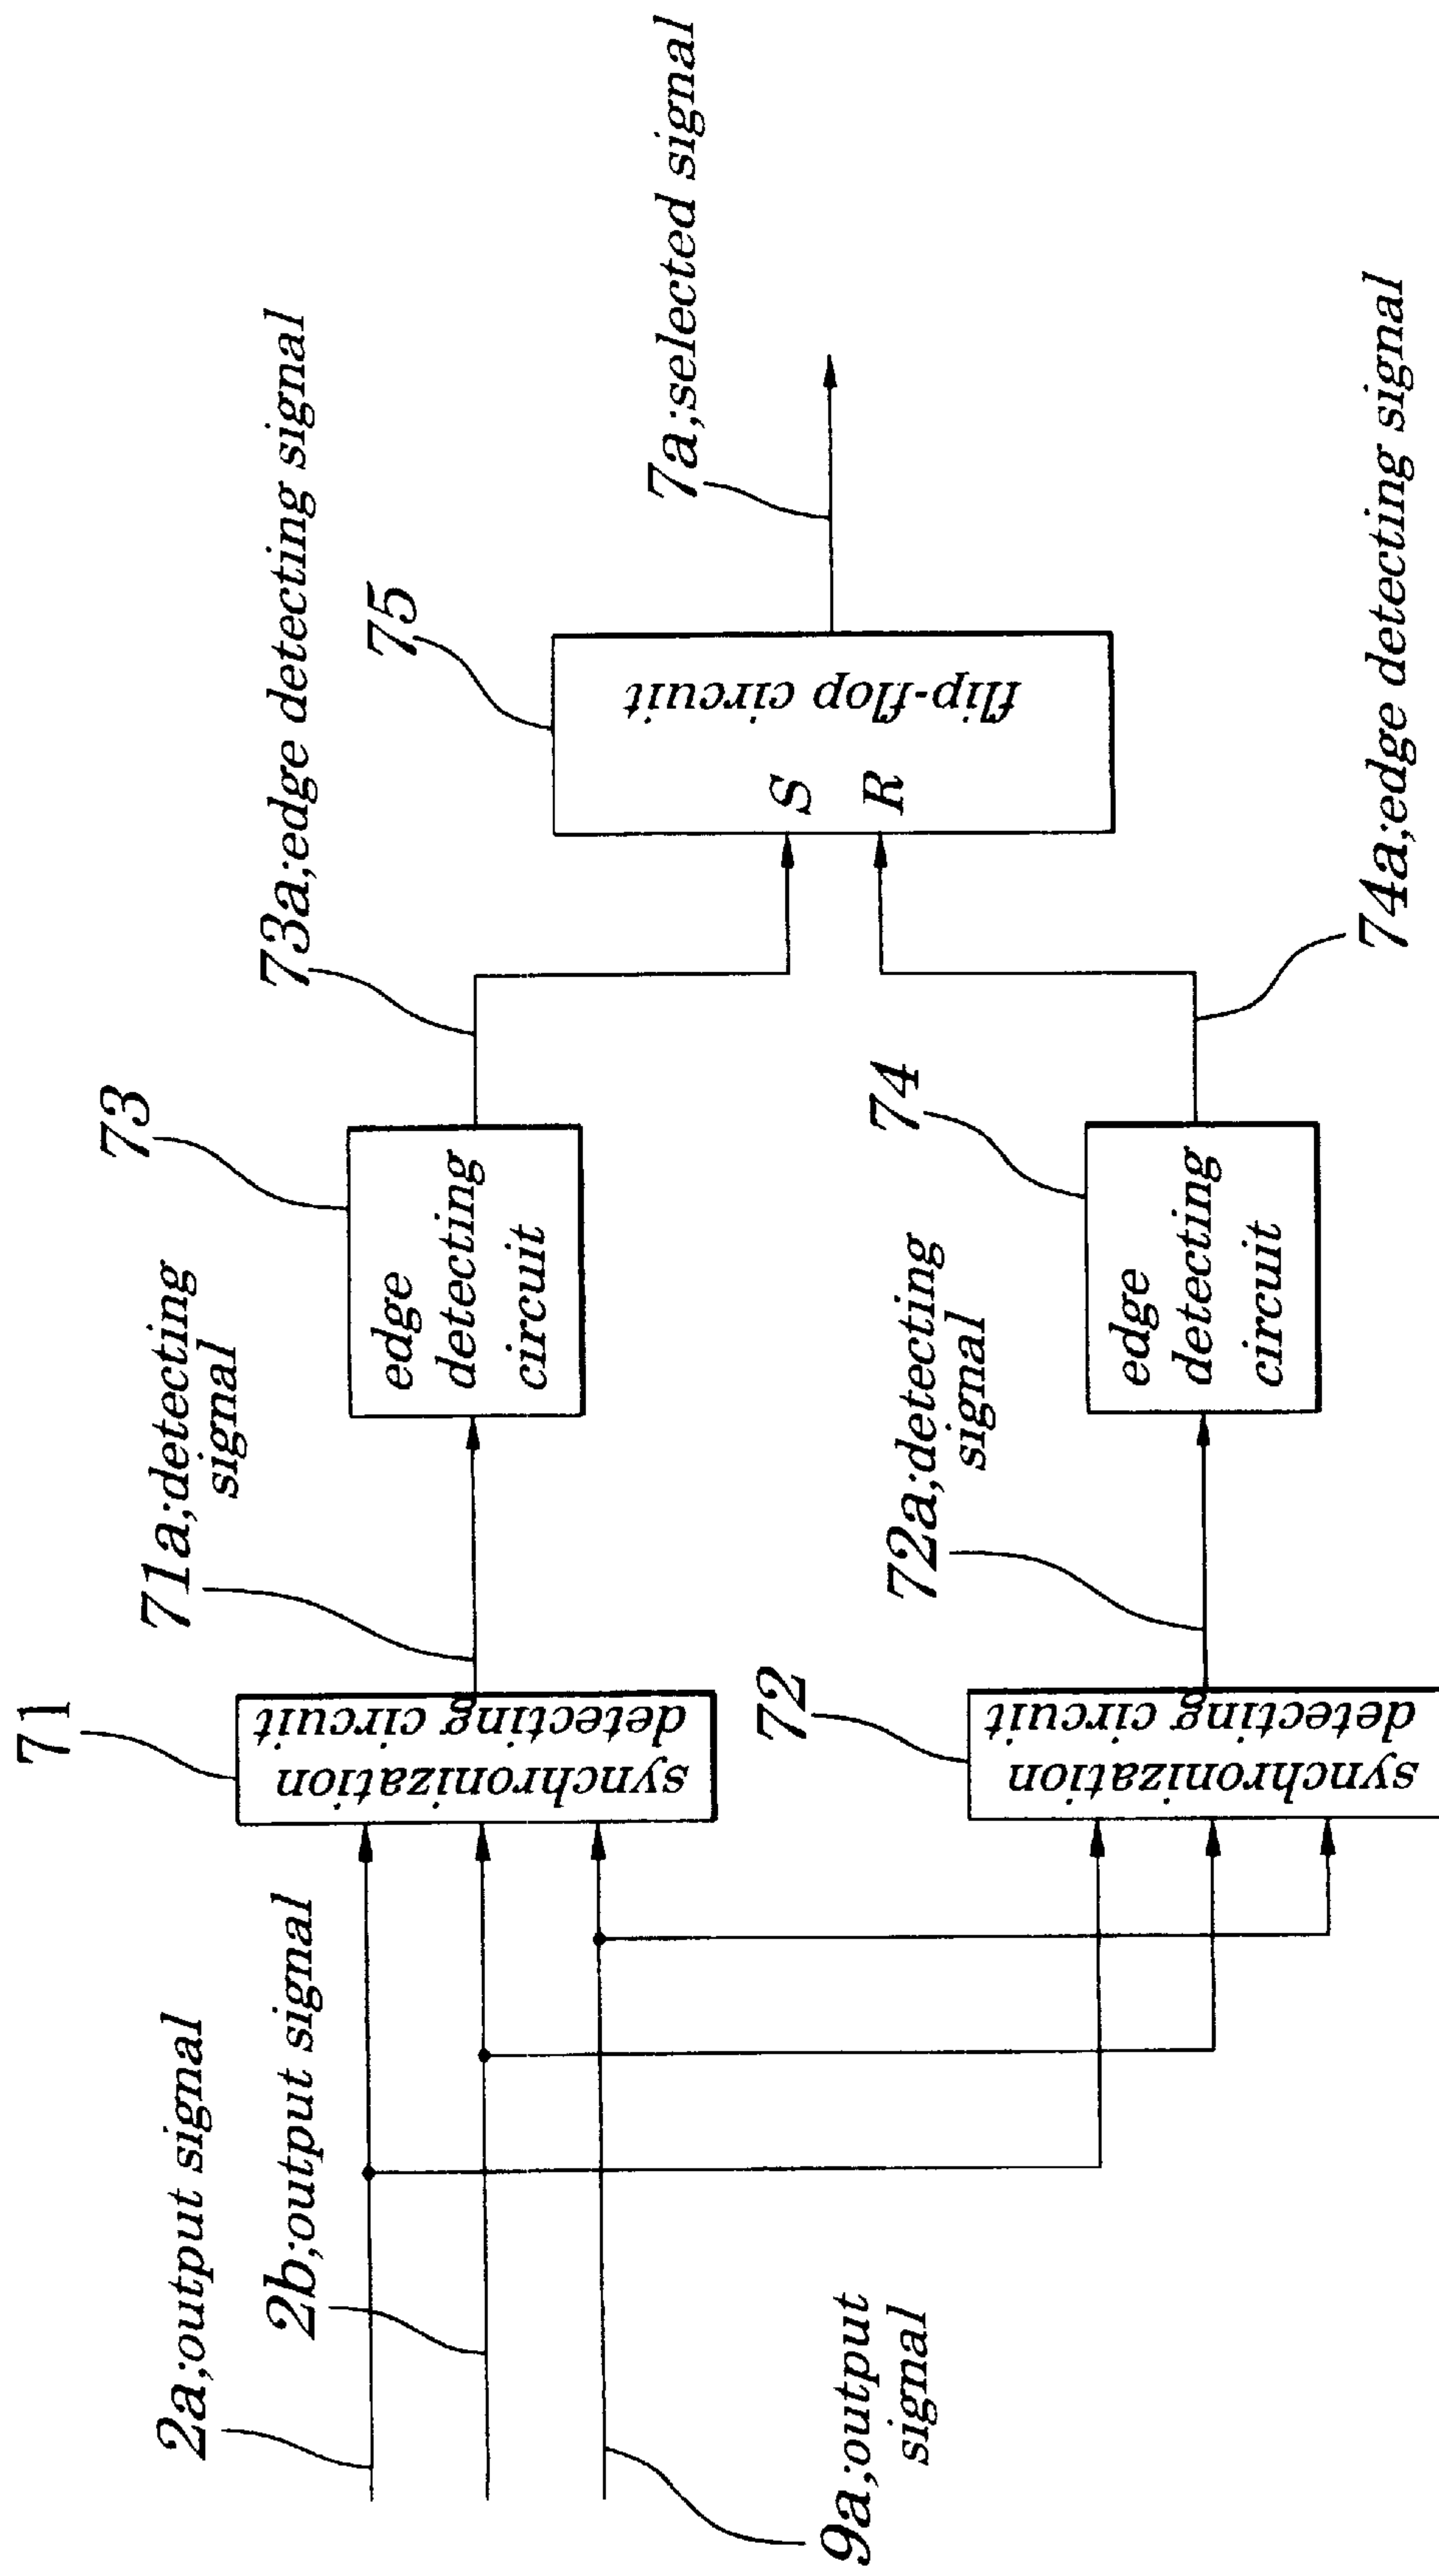 2a;output signal
2b;output signal
9a;output
signal
71
synchronization
detecting circuit
71a;detecting
signal
72
synchronization
detecting circuit
72a;detecting
signal
73
edge
detecting
circuit
73a;edge detecting signal
74
edge
detecting
circuit
74a;edge detecting signal
75
S
R
flip-flop circuit
7a;selected signal